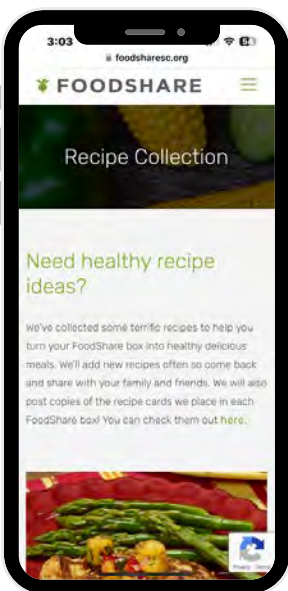 3:03
foodsharesc.org
FOODSHARE
Recipe Collection
Need healthy recipe
ideas?
We've collected some terrific recipes to help you
turn your FoodShare box into healthy delicious
meals. We'll add new recipes often so come back
and share with your family and friends. We will also
post copies of the recipe cards we place in each
FoodShare box! You can check them out here.
Privacy - Terms